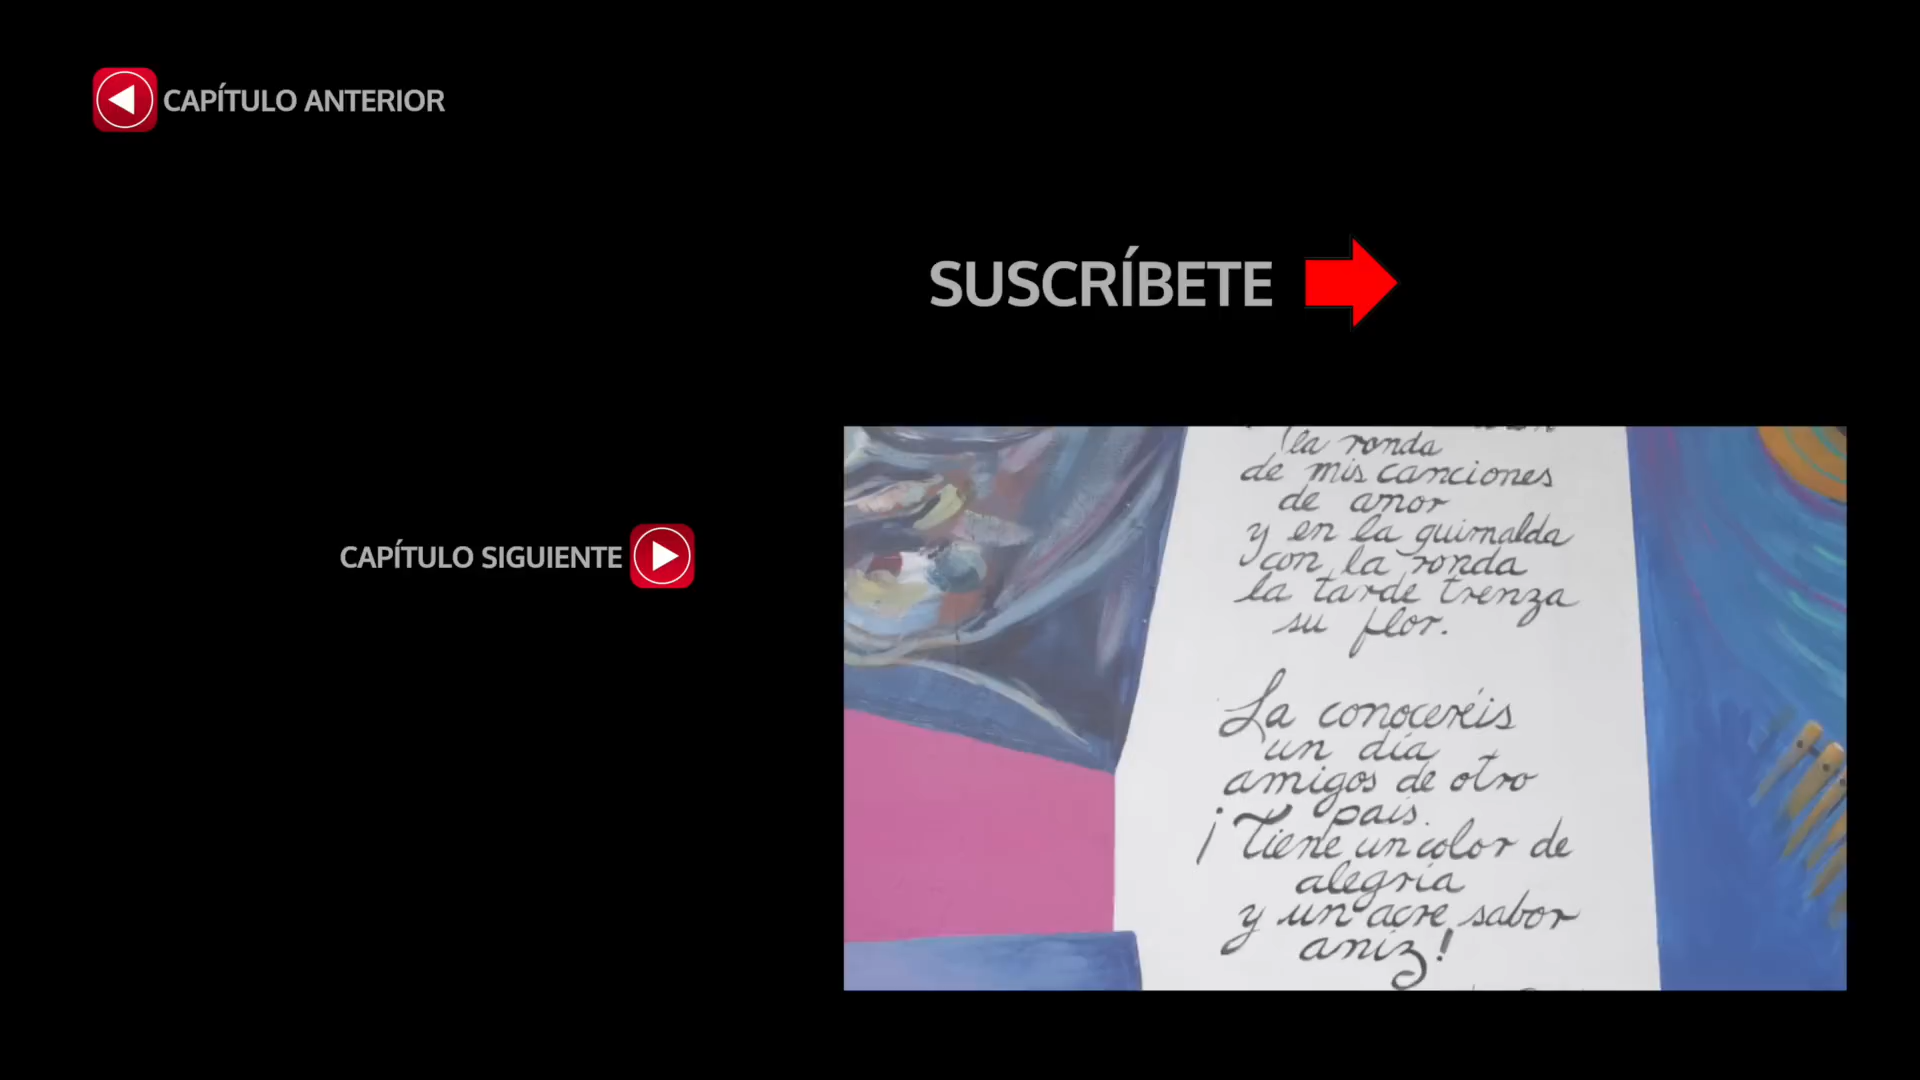 CAPÍTULO ANTERIOR
SUSCRÍBETE
CAPÍTULO SIGUIENTE
la ronda
de mis canciones
de amor
y en la guirnalda
con la ronda
la tarde trenza
su flor.
La conoceréis
un día
amigos de otro
país.
¡Tiene un color de
alegría
y un acre sabor
aníz!